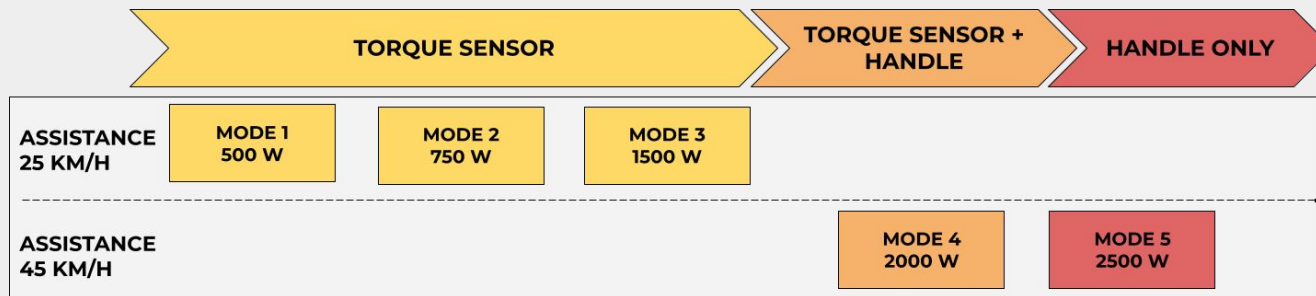 TORQUE SENSOR
TORQUE SENSOR +
HANDLE
HANDLE ONLY
ASSISTANCE
25 KM/H
MODE 1
500 W
MODE 2
750 W
MODE 3
1500 W
ASSISTANCE
45 KM/H
MODE 4
2000 W
MODE 5
2500 W